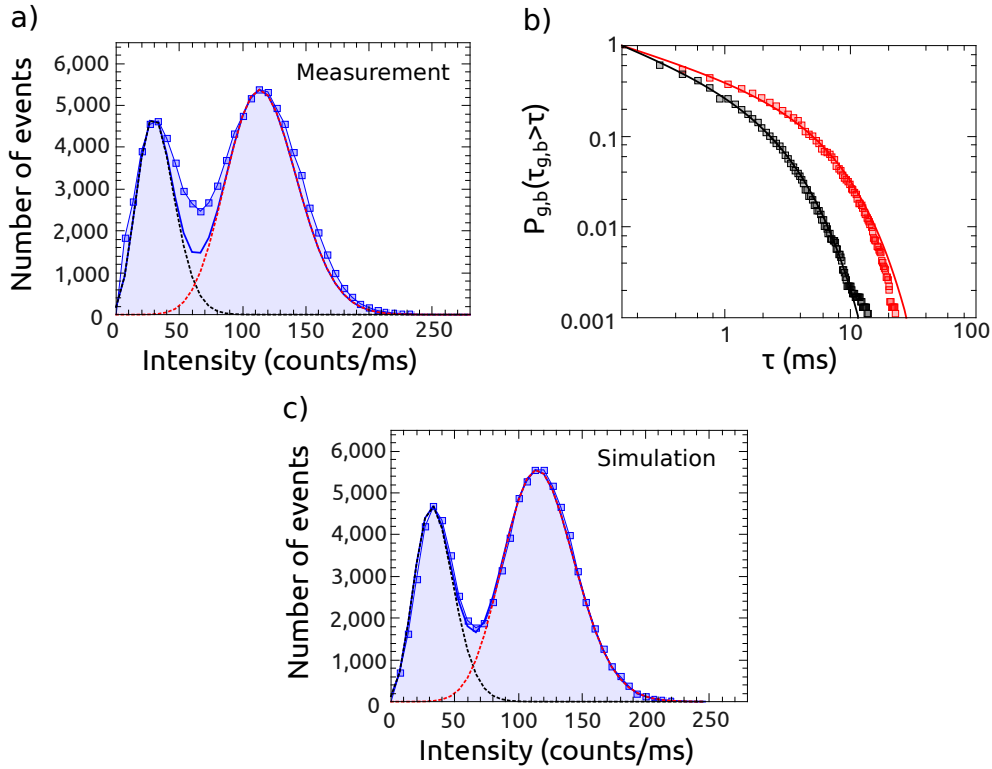 a)
Number of events
6,000
5,000
4,000
3,000
2,000
1,000
0
Measurement
0 50 100 150 200 250
Intensity (counts/ms)
b)
P g,b (τ g,b >τ)
1
0.1
0.01
0.001
1 10 100
τ (ms)
c)
Number of events
6,000
5,000
4,000
3,000
2,000
1,000
0
Simulation
0 50 100 150 200 250
Intensity (counts/ms)